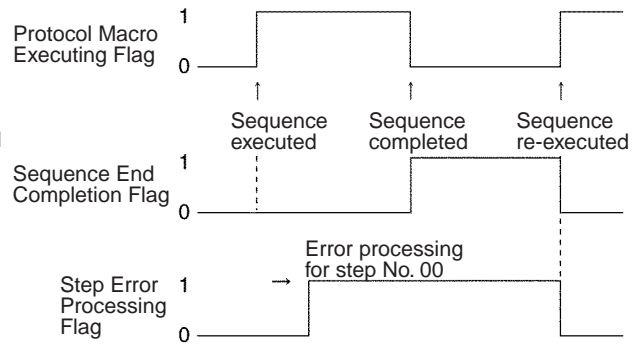 Protocol Macro
Executing Flag
1
0
↑ ↑ ↑
Sequence executed
Sequence completed
Sequence re-executed
Sequence End
Completion Flag
1
0
Error processing
for step No. 00
→
Step Error
Processing
Flag
1
0